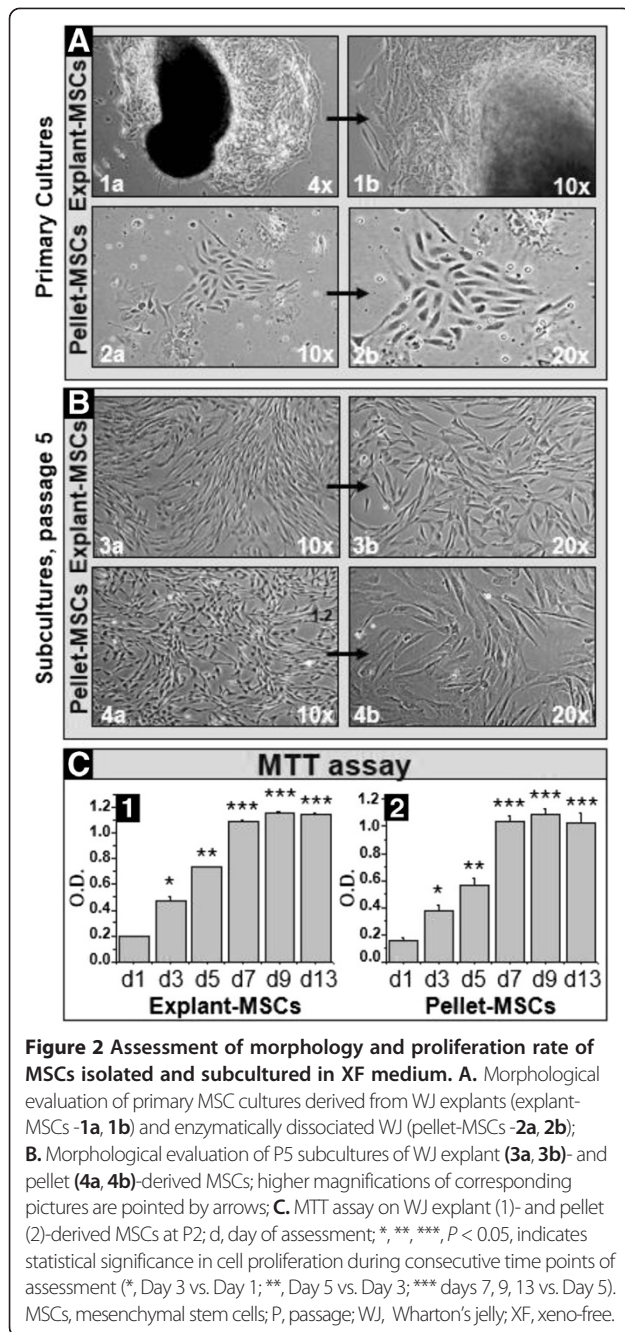 A
Primary Cultures
Explant-MSCs
1a
4x
1b
10x
Pellet-MSCs
2a
10x
2b
20x
B
Subcultures, passage 5
Explant-MSCs
3a
10x
3b
20x
Pellet-MSCs
1.2
4a
10x
4b
20x
C
MTT assay
1
O.D.
1.2
1.0
0.8
0.6
0.4
0.2
0.0
* ** *** *** ***
d1 d3 d5 d7 d9 d13
Explant-MSCs
2
O.D.
1.2
1.0
0.8
0.6
0.4
0.2
0.0
* ** *** *** ***
d1 d3 d5 d7 d9 d13
Pellet-MSCs
Figure 2 Assessment of morphology and proliferation rate of
MSCs isolated and subcultured in XF medium. A. Morphological
evaluation of primary MSC cultures derived from WJ explants (explant-
MSCs -1a, 1b) and enzymatically dissociated WJ (pellet-MSCs -2a, 2b);
B. Morphological evaluation of P5 subcultures of WJ explant (3a, 3b)- and
pellet (4a, 4b)-derived MSCs; higher magnifications of corresponding
pictures are pointed by arrows; C. MTT assay on WJ explant (1)- and pellet
(2)-derived MSCs at P2; d, day of assessment; *, **, ***, P < 0.05, indicates
statistical significance in cell proliferation during consecutive time points of
assessment (*, Day 3 vs. Day 1; **, Day 5 vs. Day 3; *** days 7, 9, 13 vs. Day 5).
MSCs, mesenchymal stem cells; P, passage; WJ, Wharton's jelly; XF, xeno-free.